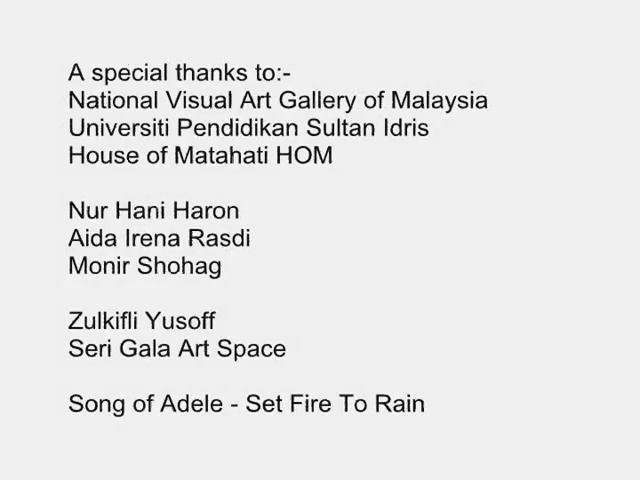 A special thanks to:-
National Visual Art Gallery of Malaysia
Universiti Pendidikan Sultan Idris
House of Matahati HOM
Nur Hani Haron
Aida Irena Rasdi
Monir Shohag
Zulkifli Yusoff
Seri Gala Art Space
Song of Adele - Set Fire To Rain